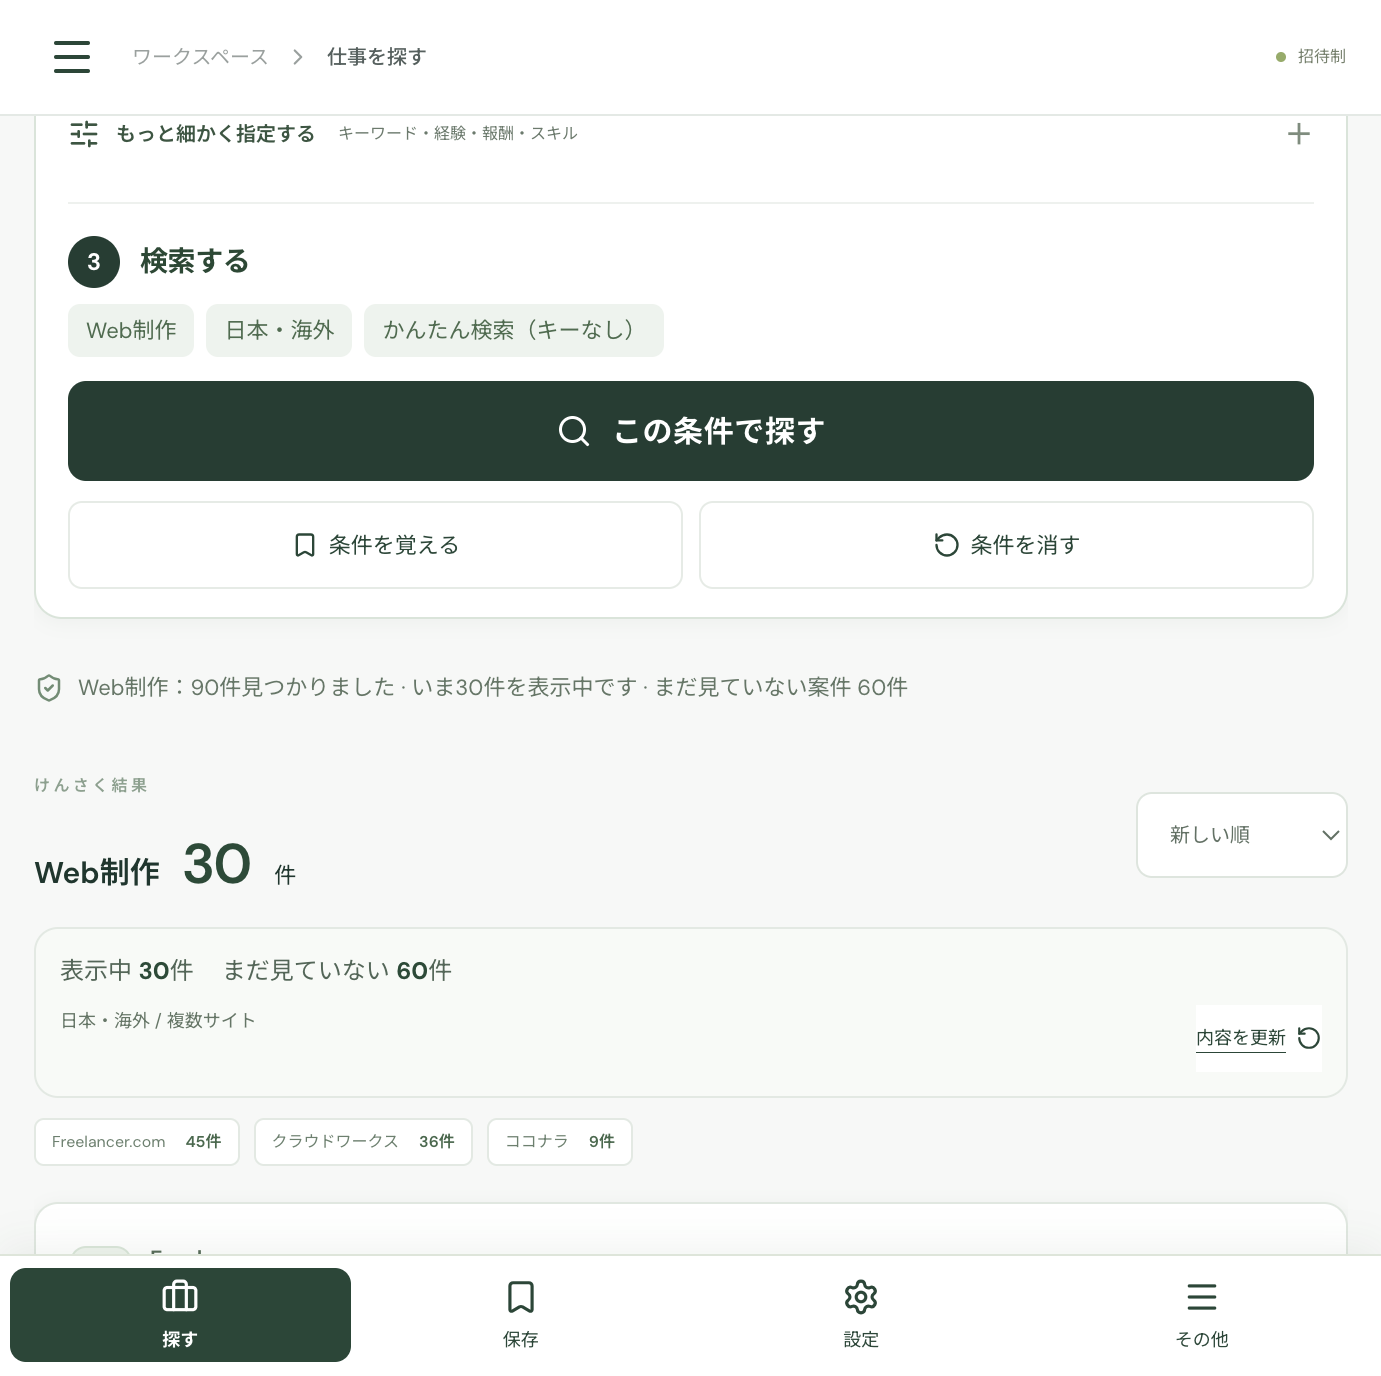 ワークスペース 仕事を探す
招待制
もっと細かく指定する キーワード・経験・報酬・スキル
3 検索する
Web制作 日本・海外 かんたん検索（キーなし）
この条件で探す
条件を覚える 条件を消す
Web制作：90件見つかりました · いま30件を表示中です · まだ見ていない案件 60件
けんさく結果
新しい順
Web制作 30 件
表示中 30件 まだ見ていない 60件
日本・海外 / 複数サイト
内容を更新
Freelancer.com 45件 クラウドワークス 36件 ココナラ 9件
探す 保存 設定 その他